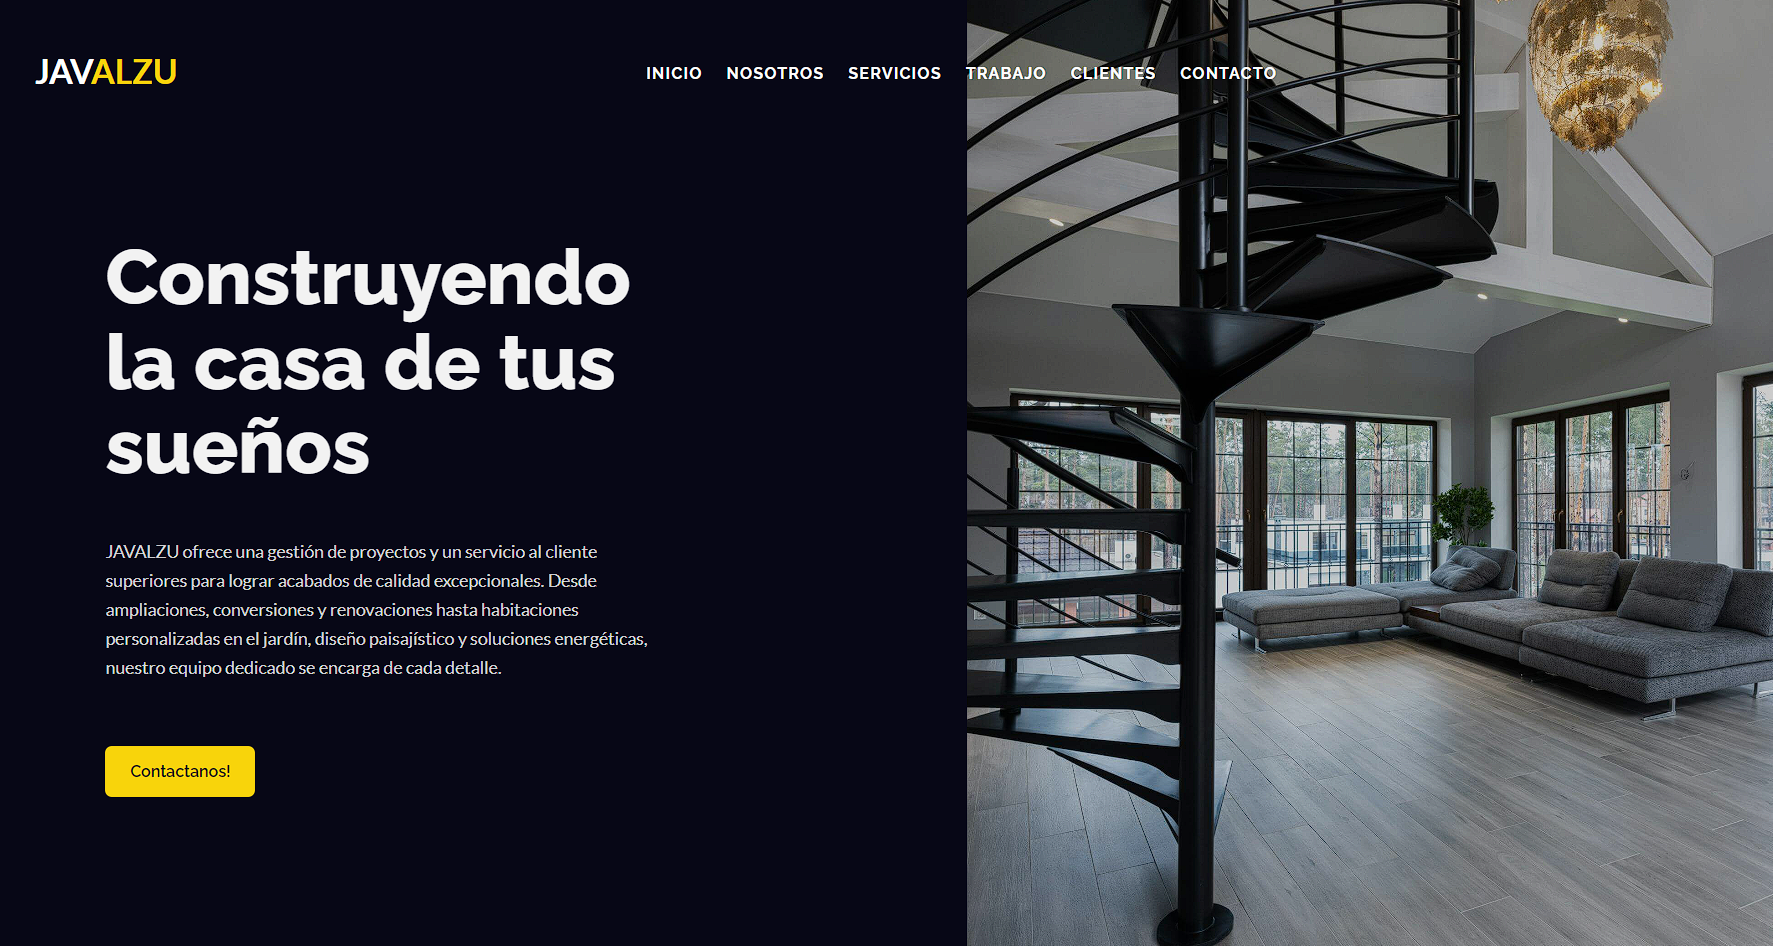 JAVALZU
INICIO NOSOTROS SERVICIOS TRABAJO CLIENTES CONTACTO
Construyendo
la casa de tus
sueños
JAVALZU ofrece una gestión de proyectos y un servicio al cliente
superiores para lograr acabados de calidad excepcionales. Desde
ampliaciones, conversiones y renovaciones hasta habitaciones
personalizadas en el jardín, diseño paisajístico y soluciones energéticas,
nuestro equipo dedicado se encarga de cada detalle.
Contactanos!